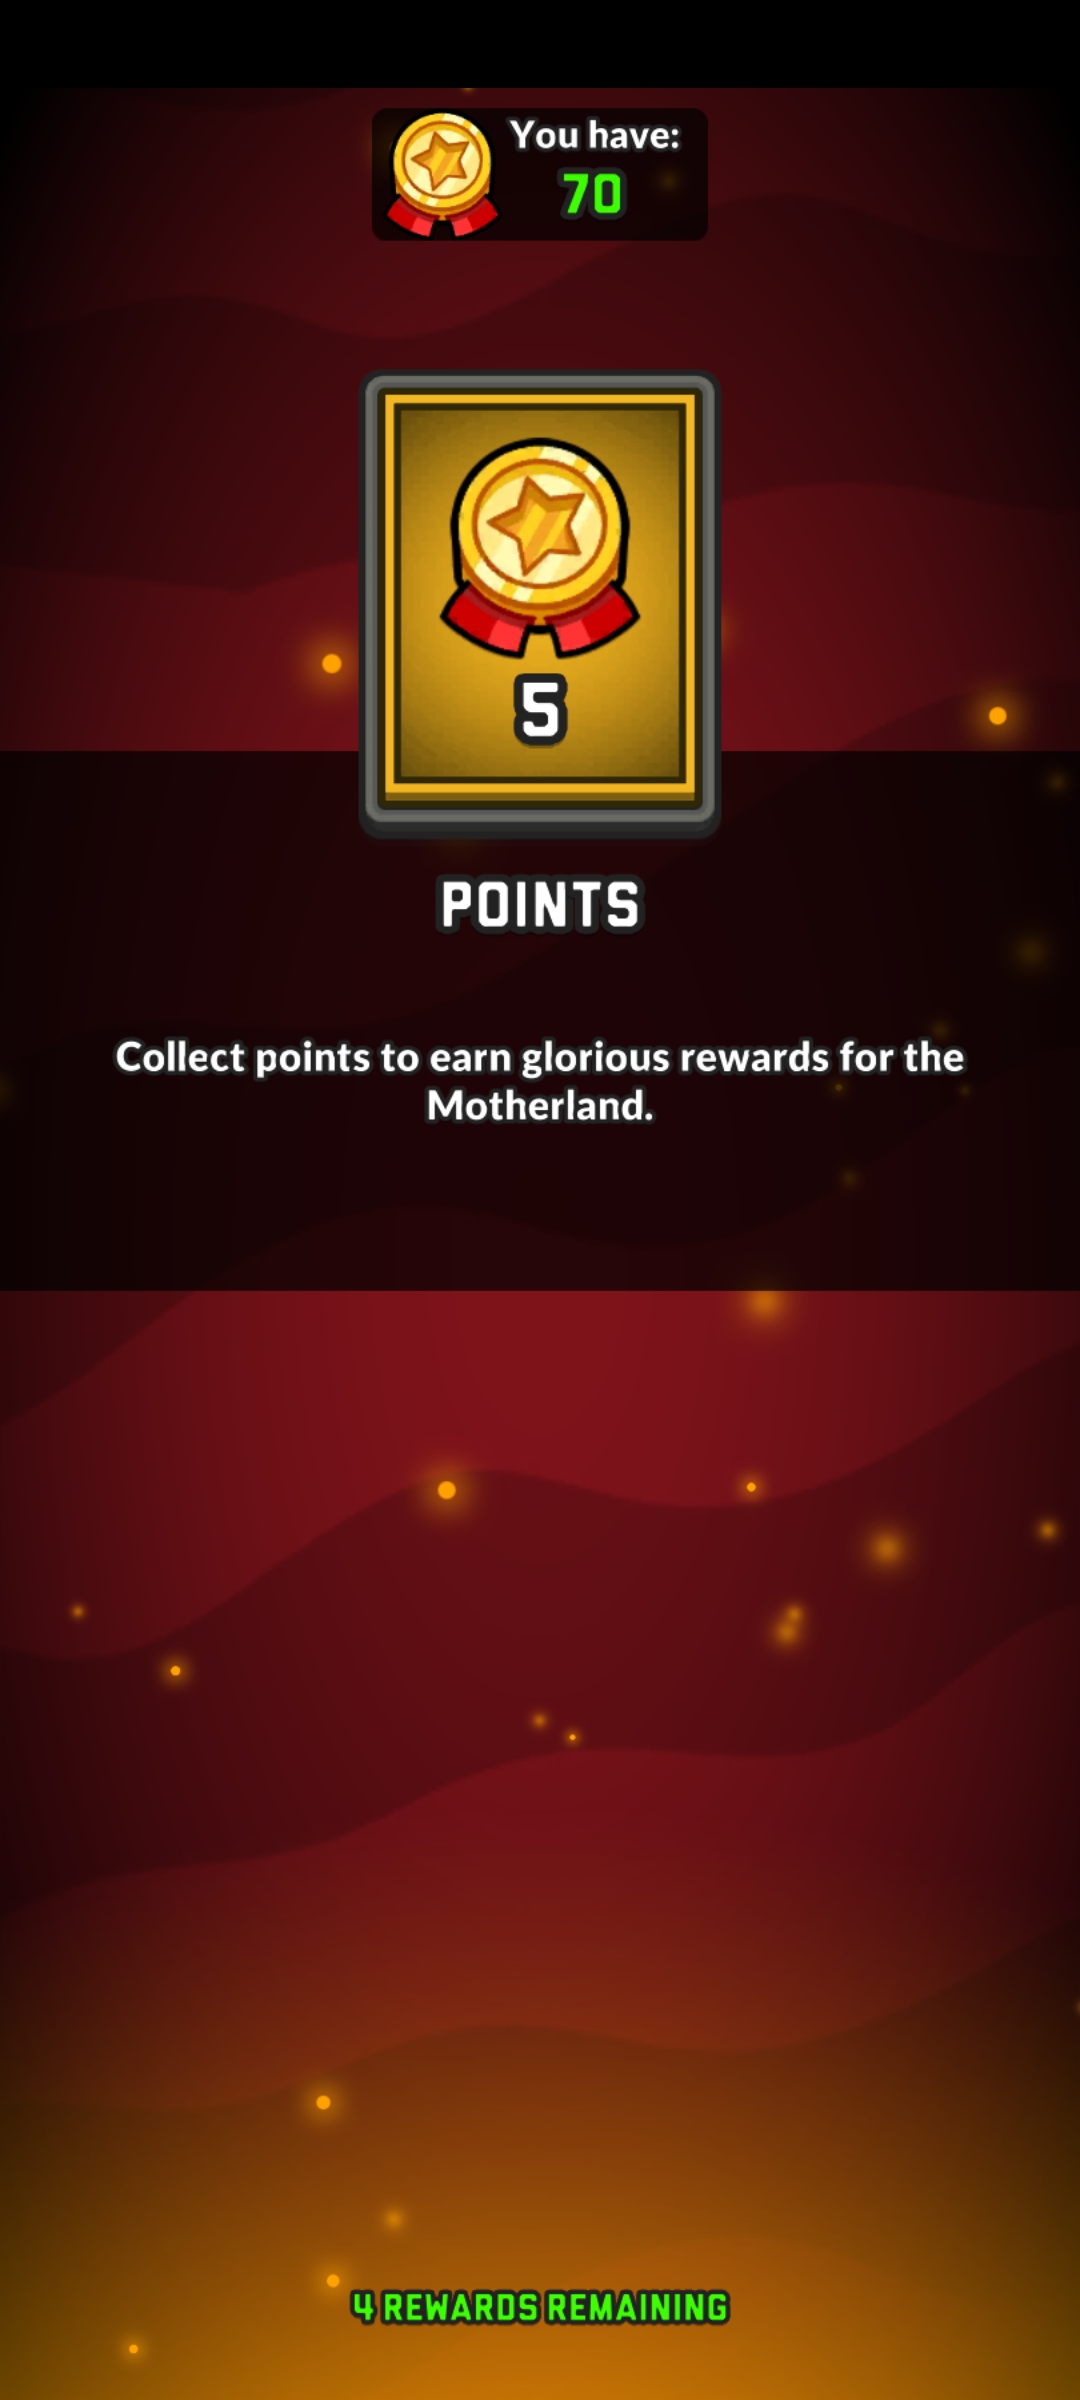 You have:
70
5
POINTS
Collect points to earn glorious rewards for the
Motherland.
4 REWARDS REMAINING